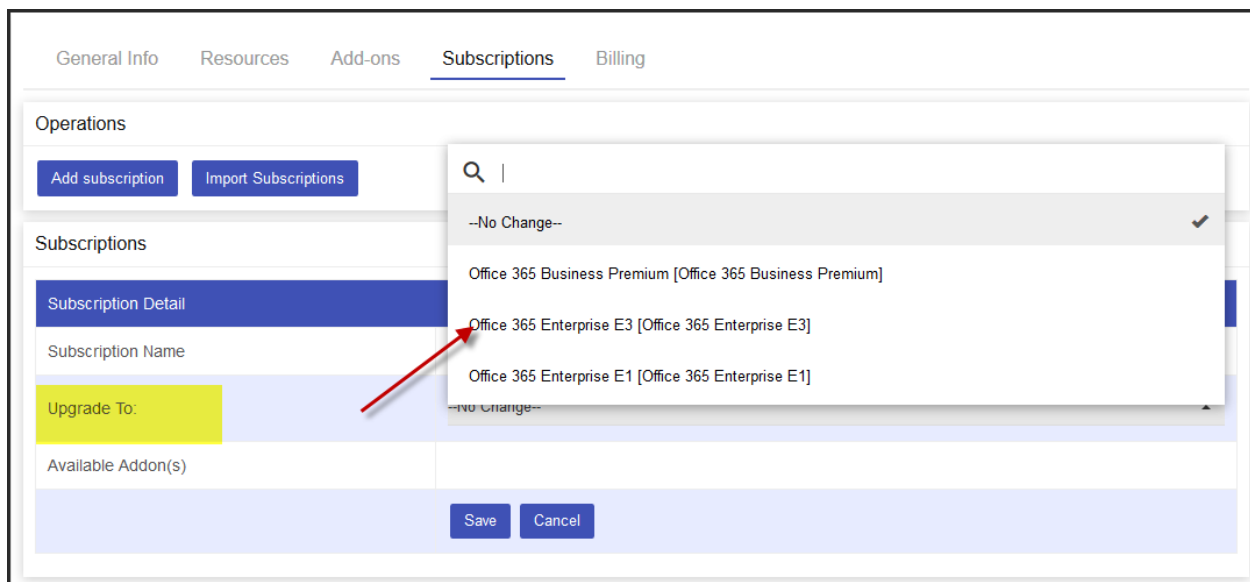 General Info Resources Add-ons Subscriptions Billing
Operations
Add subscription Import Subscriptions
--No Change--
Subscriptions
Office 365 Business Premium [Office 365 Business Premium]
Subscription Detail
Office 365 Enterprise E3 [Office 365 Enterprise E3]
Subscription Name
Office 365 Enterprise E1 [Office 365 Enterprise E1]
Upgrade To: --No Change--
Available Addon(s)
Save Cancel